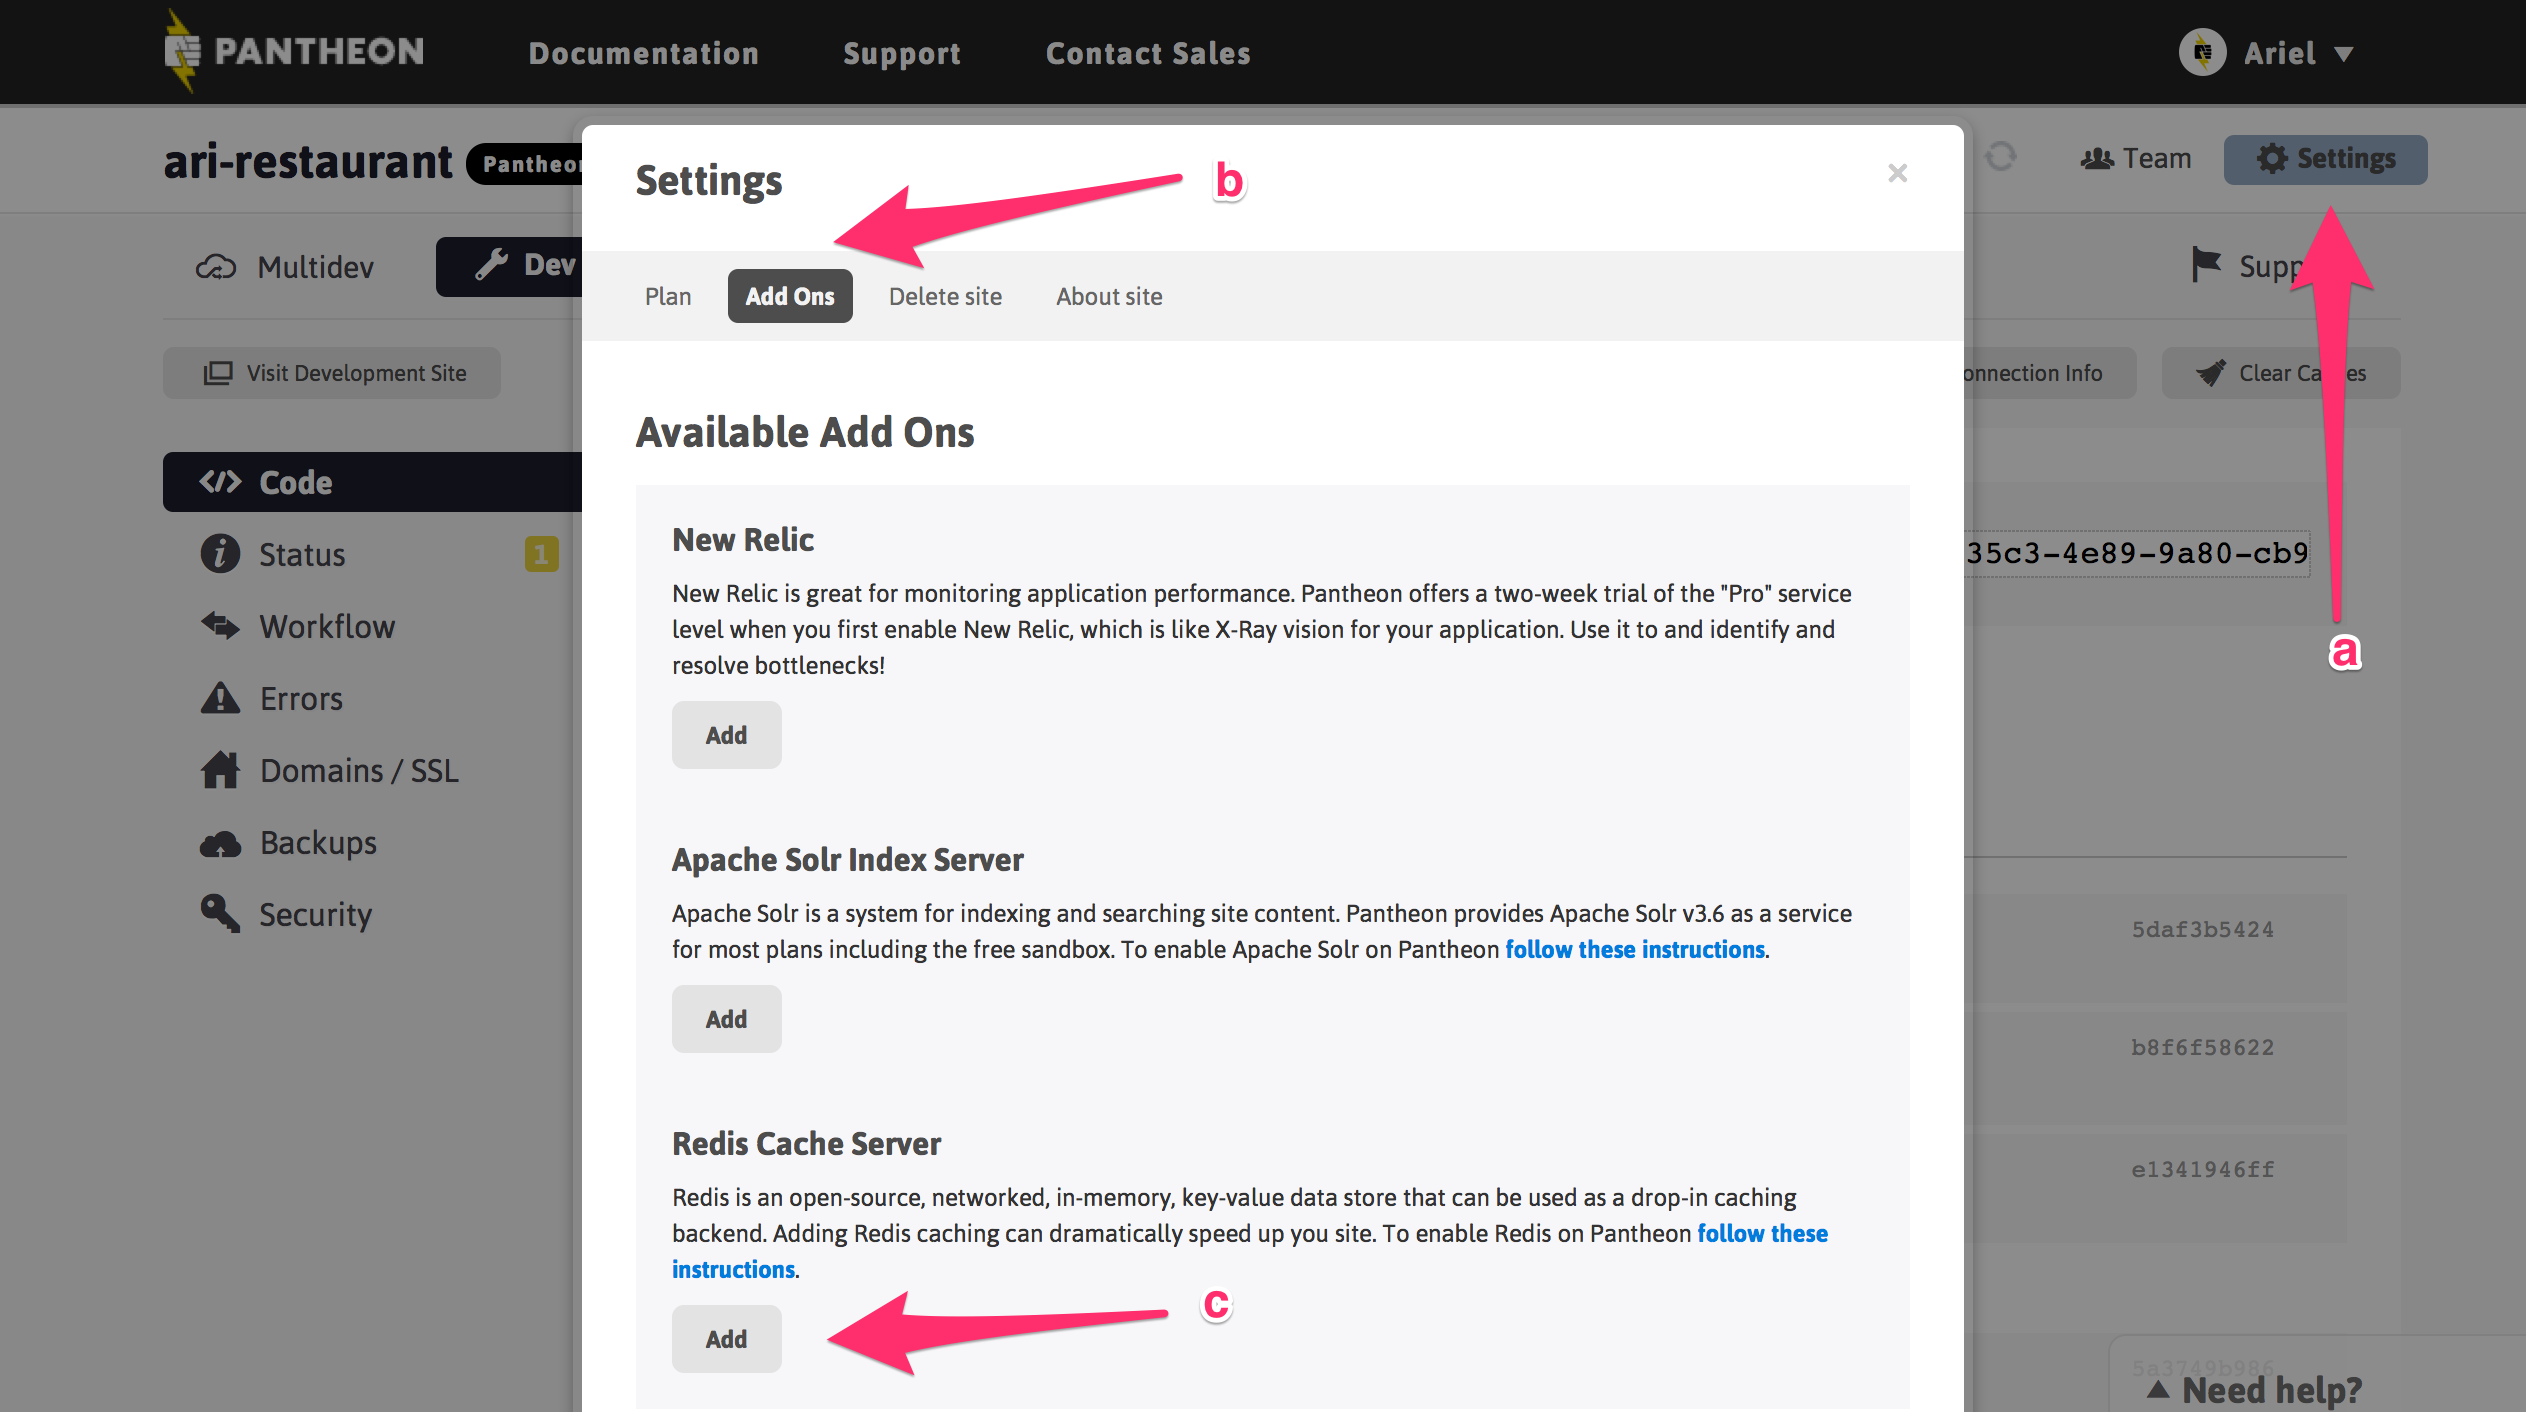 PANTHEON Documentation Support Contact Sales Ariel
ari-restaurant Pantheon
Team Settings
Settings
b
Multidev Dev
Plan Add Ons Delete site About site
Visit Development Site
onnection Info Clear Ca es
Available Add Ons
Code
Status 1
Workflow
Errors
Domains / SSL
Backups
Security
New Relic
New Relic is great for monitoring application performance. Pantheon offers a two-week trial of the "Pro" service
level when you first enable New Relic, which is like X-Ray vision for your application. Use it to and identify and
resolve bottlenecks!
Add
Apache Solr Index Server
Apache Solr is a system for indexing and searching site content. Pantheon provides Apache Solr v3.6 as a service
for most plans including the free sandbox. To enable Apache Solr on Pantheon follow these instructions.
Add
Redis Cache Server
Redis is an open-source, networked, in-memory, key-value data store that can be used as a drop-in caching
backend. Adding Redis caching can dramatically speed up you site. To enable Redis on Pantheon follow these
instructions.
Add
c
Supp
35c3-4e89-9a80-cb9
a
5daf3b5424
b8f6f58622
e1341946ff
5a3749b986
Need help?